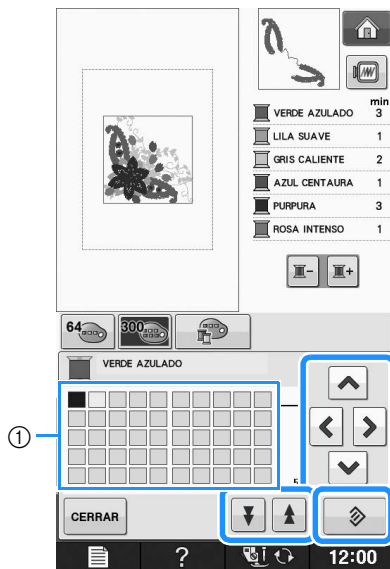 min
VERDE AZULADO 3
LILA SUAVE 1
GRIS CALIENTE 2
AZUL CENTAURA 1
PURPURA 3
ROSA INTENSO 1
64 300
VERDE AZULADO
1
5
CERRAR
? 12:00